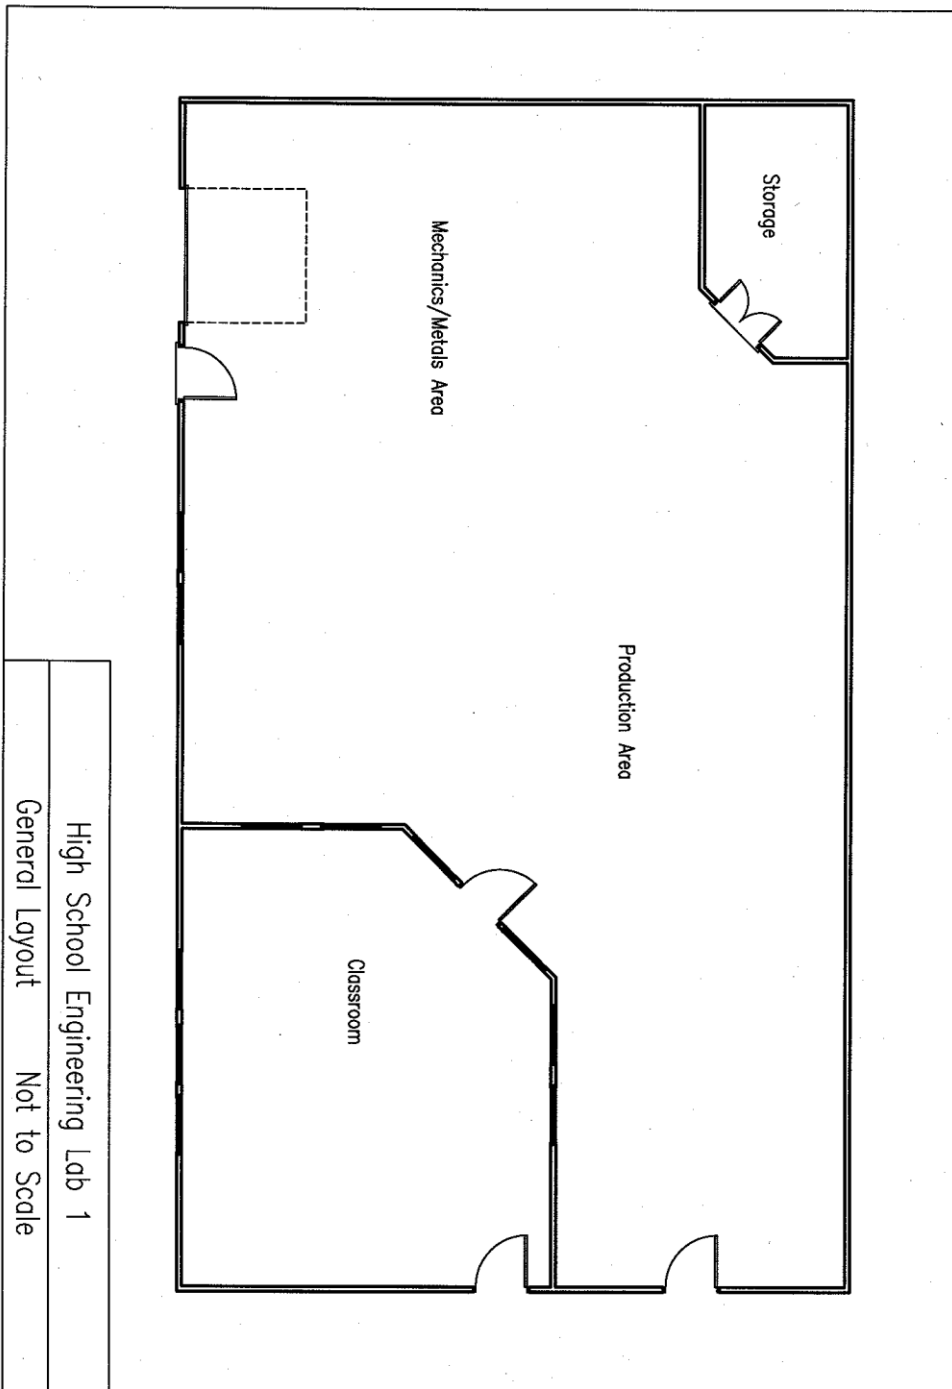 Storage
Mechanics/Metals Area
Production Area
Classroom
High School Engineering Lab 1
General Layout Not to Scale